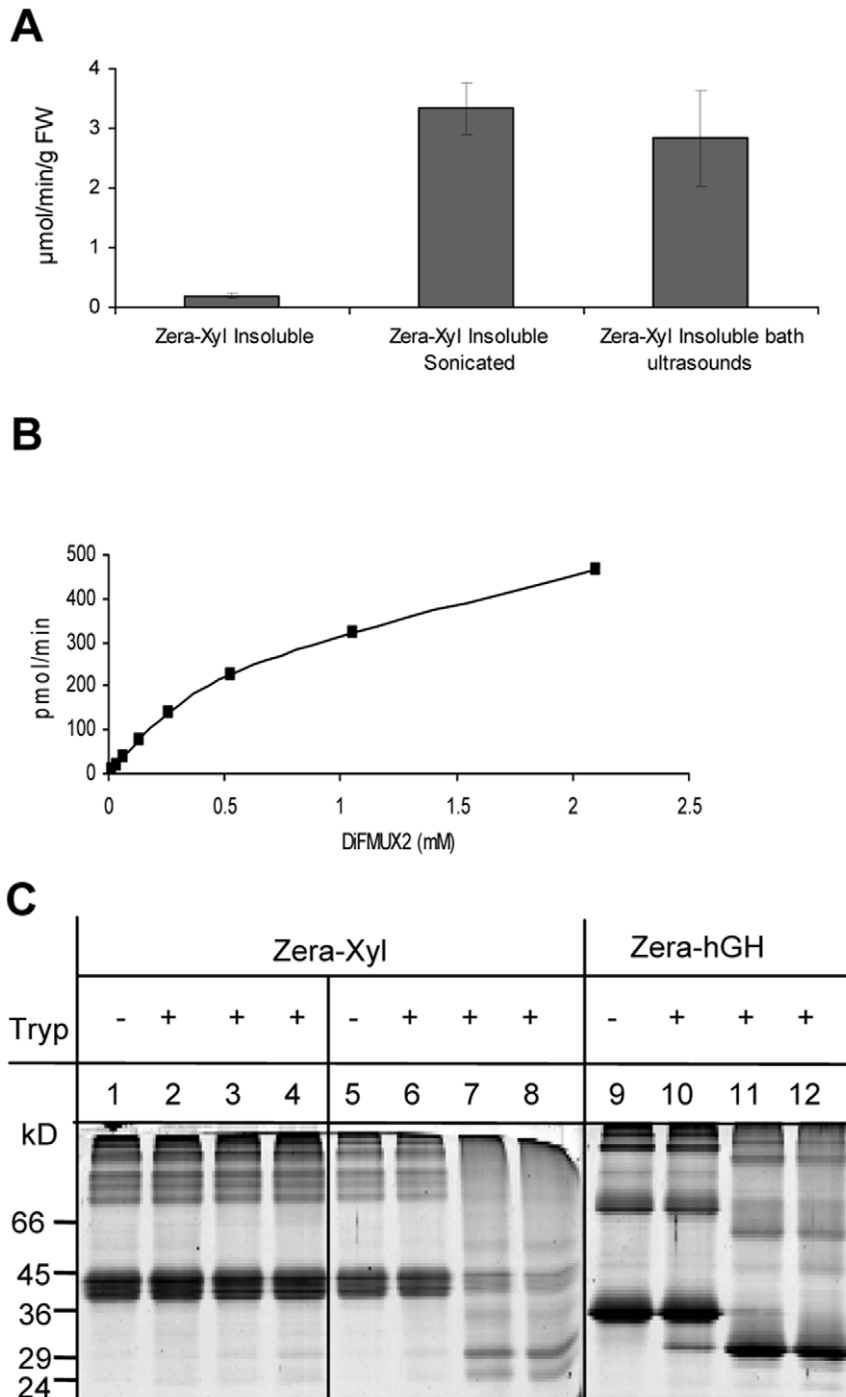 A
4
3
2
1
0
µmol/min/g FW
Zera-Xyl Insoluble
Zera-Xyl Insoluble
Sonicated
Zera-Xyl Insoluble bath
ultrasounds
B
500
400
300
200
100
0
pmol/min
0 0.5 1 1.5 2 2.5
DiFMUX2 (mM)
C
Zera-Xyl Zera-hGH
Tryp - + + + - + + + - + + +
1 2 3 4 5 6 7 8 9 10 11 12
kD
66
45
36
29
24